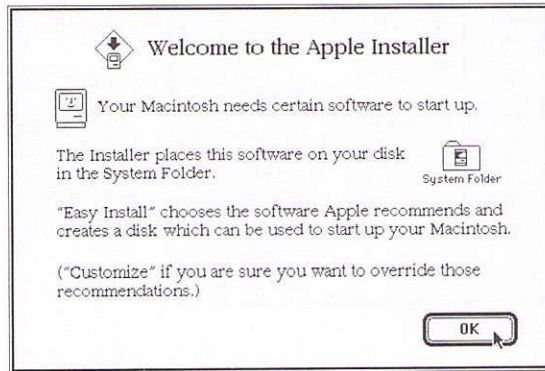 Welcome to the Apple Installer
Your Macintosh needs certain software to start up.
The Installer places this software on your disk
in the System Folder.
System Folder
"Easy Install" chooses the software Apple recommends and
creates a disk which can be used to start up your Macintosh.
("Customize" if you are sure you want to override those
recommendations.)
OK